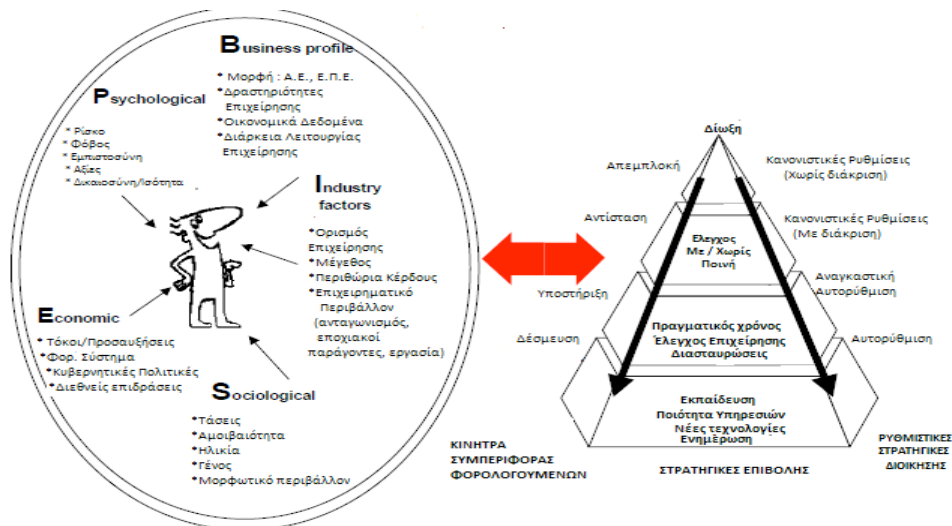 Business profile
* Μορφή : Α.Ε., Ε.Π.Ε.
*Δραστηριότητες
Επιχείρησης
*Οικονομικά Δεδομένα
*Διάρκεια Λειτουργίας
Επιχείρησης
Psychological
* Ρίσκο
* Φόβος
* Εμπιστοσύνη
* Αξίες
* Δικαιοσύνη/Ισότητα
Industry
factors
*Ορισμός
Επιχείρησης
*Μέγεθος
*Περιθώρια Κέρδους
*Επιχειρηματικό
Περιβάλλον
(ανταγωνισμός,
εποχιακοί
παράγοντες, εργασία)
Economic
* Τόκοι/Προσαυξήσεις
*Φορ. Σύστημα
*Κυβερνητικές Πολιτικές
*Διεθνείς επιδράσεις
Sociological
*Τάσεις
*Αμοιβαιότητα
*Ηλικία
*Γένος
*Μορφωτικό περιβάλλον
Δίωξη
Απεμπλοκή
Κανονιστικές Ρυθμίσεις
(Χωρίς διάκριση)
Αντίσταση
Κανονιστικές Ρυθμίσεις
(Με διάκριση)
Έλεγχος
Με / Χωρίς
Ποινή
Υποστήριξη
Αναγκαστική
Αυτορύθμιση
Δέσμευση
Πραγματικός χρόνος
Έλεγχος Επιχείρησης
Διασταυρώσεις
Αυτορύθμιση
Εκπαίδευση
Ποιότητα Υπηρεσιών
Νέες τεχνολογίες
Ενημέρωση
ΚΙΝΗΤΡΑ
ΣΥΜΠΕΡΙΦΟΡΑΣ
ΦΟΡΟΛΟΓΟΥΜΕΝΩΝ
ΣΤΡΑΤΗΓΙΚΕΣ ΕΠΙΒΟΛΗΣ
ΡΥΘΜΙΣΤΙΚΕΣ
ΣΤΡΑΤΗΓΙΚΕΣ
ΔΙΟΙΚΗΣΗΣ